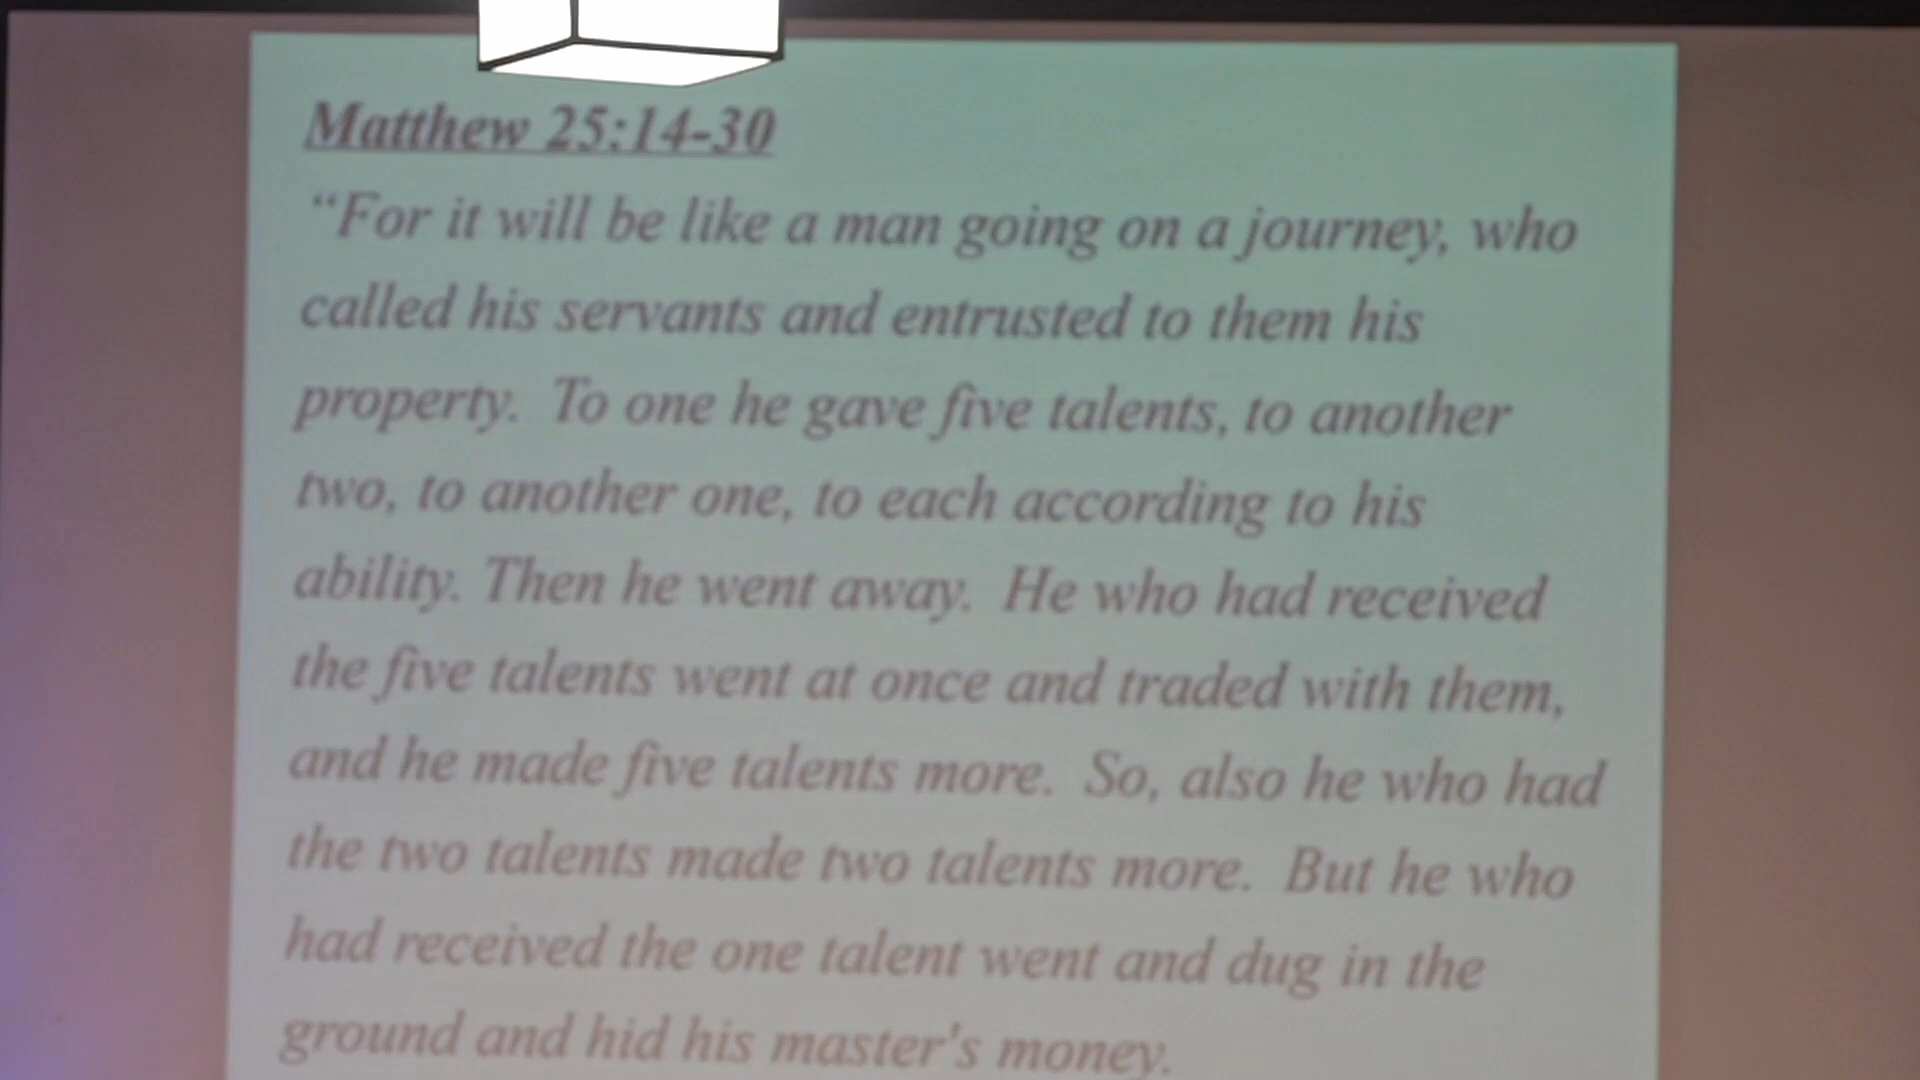 Matthew 25:14-30
“For it will be like a man going on a journey, who
called his servants and entrusted to them his
property. To one he gave five talents, to another
two, to another one, to each according to his
ability. Then he went away. He who had received
the five talents went at once and traded with them,
and he made five talents more. So, also he who had
the two talents made two talents more. But he who
had received the one talent went and dug in the
ground and hid his master's money.